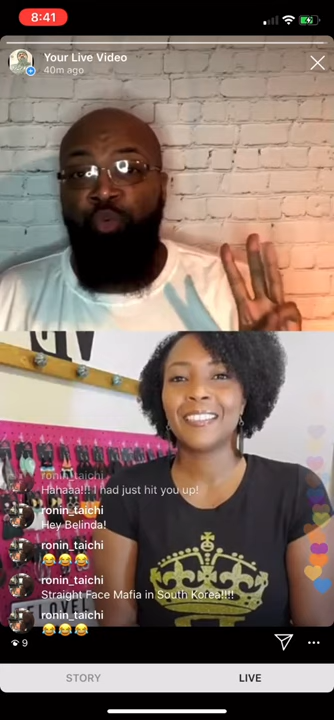 8:41
Your Live Video
40m ago
ronin_taichi
Hahaaa!!! I had just hit you up!
ronin_taichi
Hey Belinda!
ronin_taichi
😂😂😂
ronin_taichi
Straight Face Mafia in South Korea!!!!
ronin_taichi
😂😂😂
9
STORY
LIVE